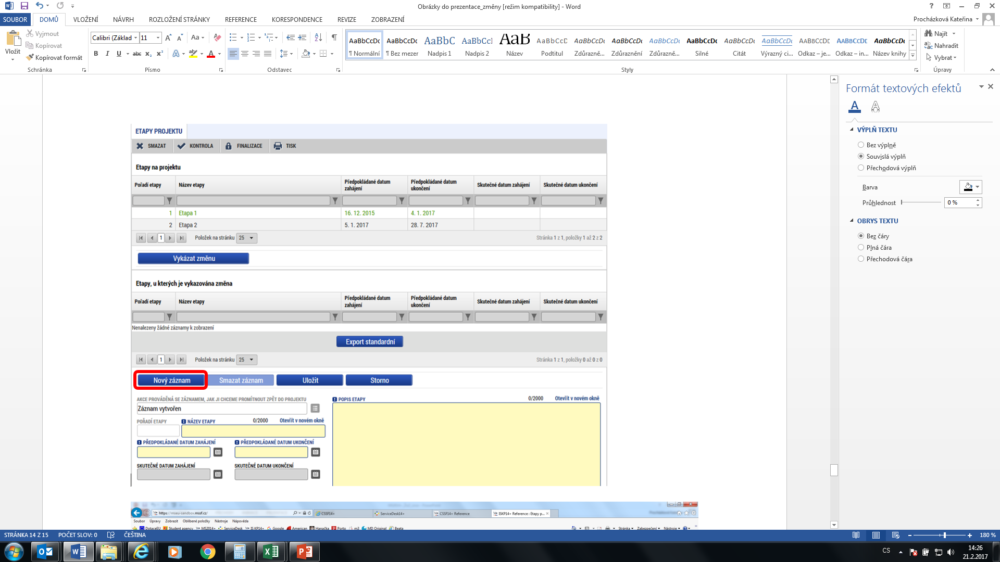 Obrázky do prezentace_změny [režim kompatibility] - Word
SOUBOR DOMŮ VLOŽENÍ NÁVRH ROZLOŽENÍ STRÁNKY REFERENCE KORESPONDENCE REVIZE ZOBRAZENÍ Procházková Kateřina
Vložit
Vyjmout
Kopírovat
Kopírovat formát
Schránka
Calibri (Základ 11
Písmo
Odstavec
AaBbCcDc AaBbCcDc AaBbC AaBbCcl AaB AaBbCcD AaBbCcDc AaBbCcDc AaBbCcDc AaBbCcDc AaBbCcDc AaBbCcDc AABBCCDE AABBCCDE AaBbCcDc
¶ Normální ¶ Bez mezer Nadpis 1 Nadpis 2 Název Podtitul Zdůrazně... Zdůraznění Zdůrazně... Silné Citát Výrazný ci... Odkaz – je... Odkaz – in... Název knihy
Styly
Najít
Nahradit
Vybrat
Úpravy
ETAPY PROJEKTU
SMAZAT KONTROLA FINALIZACE TISK
Etapy na projektu
Pořadí etapy Název etapy Předpokládané datum zahájení Předpokládané datum ukončení Skutečné datum zahájení Skutečné datum ukončení
1 Etapa 1 16. 12. 2015 4. 1. 2017
2 Etapa 2 5. 1. 2017 28. 7. 2017
1 Položek na stránku 25 Stránka 1 z 1, položky 1 až 2 z 2
Vykázat změnu
Etapy, u kterých je vykazována změna
Pořadí etapy Název etapy Předpokládané datum zahájení Předpokládané datum ukončení Skutečné datum zahájení Skutečné datum ukončení
Nenalezeny žádné záznamy k zobrazení
Export standardní
1 Položek na stránku 25 Stránka 1 z 1, položky 0 až 0 z 0
Nový záznam Smazat záznam Uložit Storno
AKCE PROVÁDĚNÁ SE ZÁZNAMEM, JAK JI CHCEME PROMÍTNOUT ZPĚT DO PROJEKTU
Záznam vytvořen
POŘADÍ ETAPY NÁZEV ETAPY 0/2000 Otevřít v novém okně
PŘEDPOKLÁDANÉ DATUM ZAHÁJENÍ PŘEDPOKLÁDANÉ DATUM UKONČENÍ
SKUTEČNÉ DATUM ZAHÁJENÍ SKUTEČNÉ DATUM UKONČENÍ
POPIS ETAPY 0/2000 Otevřít v novém okně
https://mseu-sandbox.mssf.cz/ CSSF14+ ServiceDesk14+ CSSF14+ Reference ISKP14+ Reference : Etapy p...
Soubor Úpravy Zobrazit Oblíbené položky Nástroje Nápověda
DotaceEU Student agency MS2014+ ServiceDesk IS KP14+ Google American Hanačka Porto m3 MD Original Beata Stránka Zabezpečení Nástroje
Formát textových efektů
VÝPLŇ TEXTU
Bez výplně
Souvislá výplň
Přechodová výplň
Barva
Průhlednost 0 %
OBRYS TEXTU
Bez čáry
Plná čára
Přechodová čára
STRÁNKA 14 Z 15 POČET SLOV: 0 ČEŠTINA 180 %
CS 14:26
21.2.2017